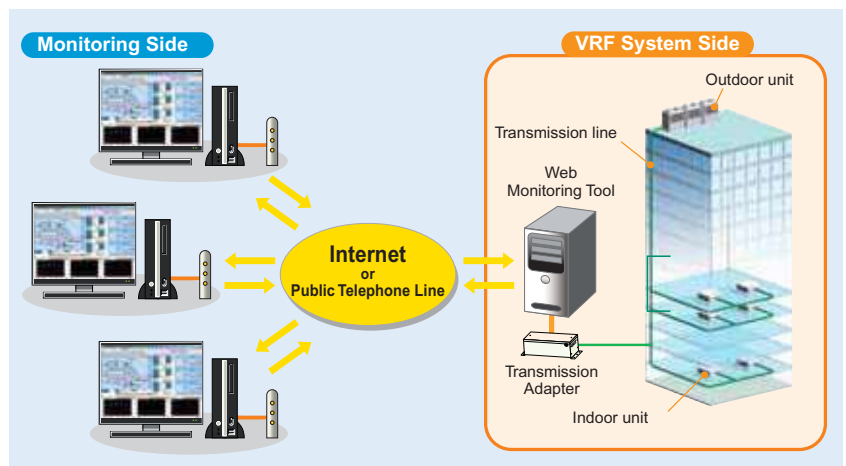 Monitoring Side
VRF System Side
Outdoor unit
Transmission line
Web
Monitoring Tool
Internet
or
Public Telephone Line
Transmission
Adapter
Indoor unit